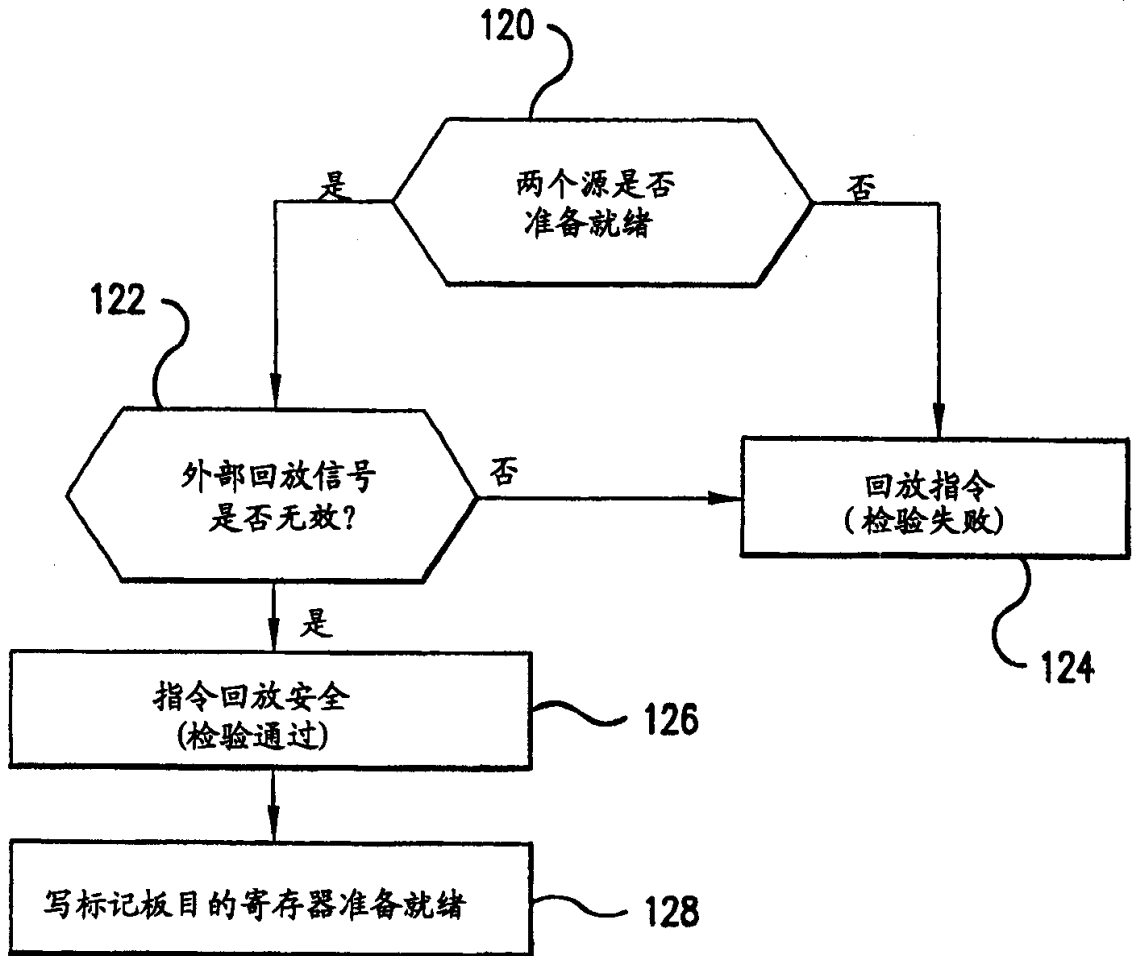 120
两个源是否
准备就绪
是
否
122
外部回放信号
是否无效?
否
回放指令
(检验失败)
124
是
指令回放安全
(检验通过)
126
写标记板目的寄存器准备就绪
128